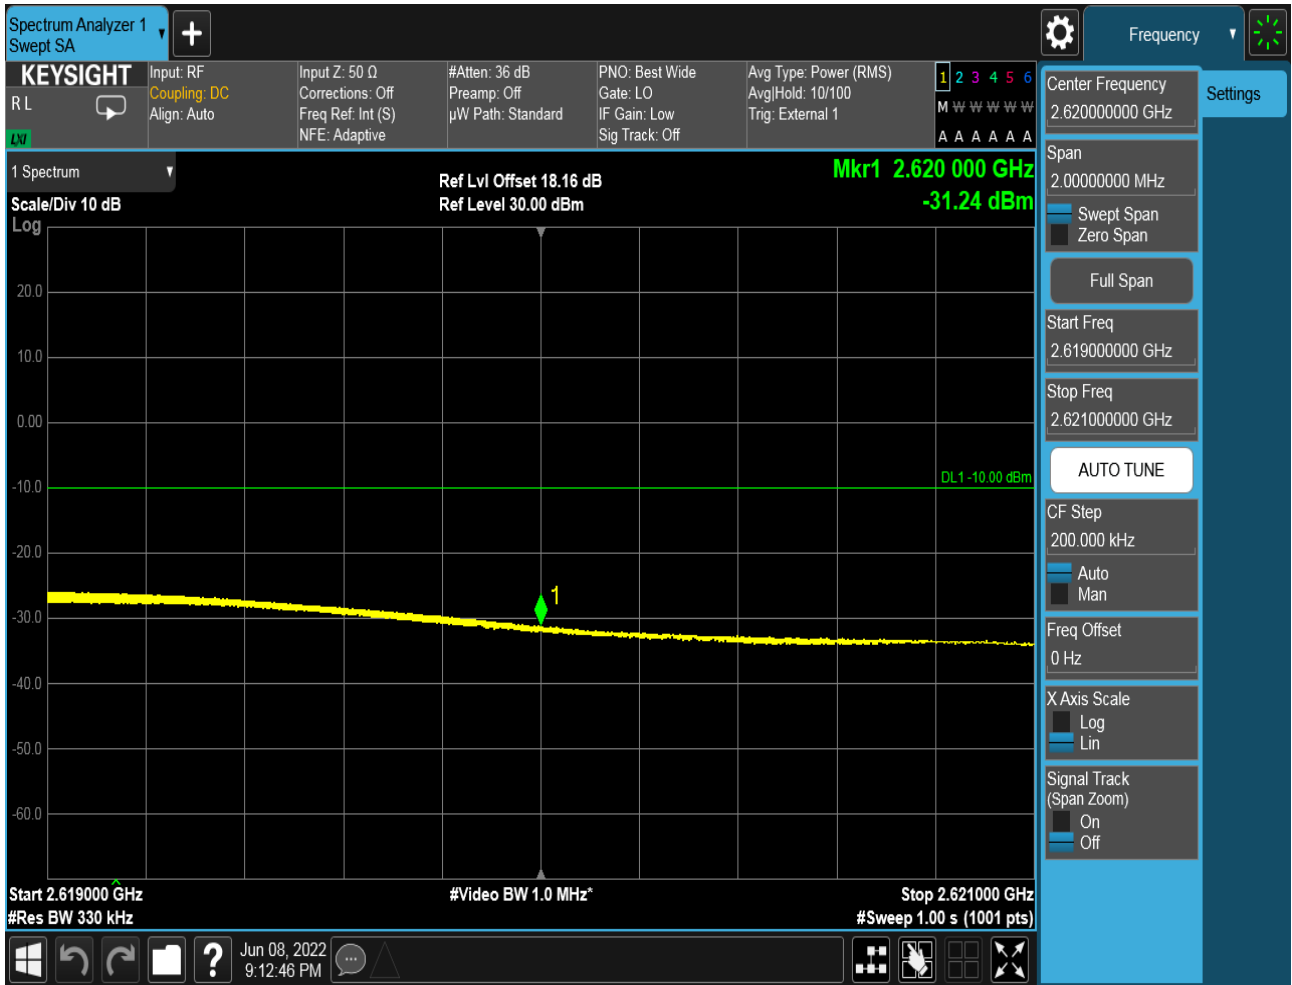 Spectrum Analyzer 1
Swept SA
Frequency
KEYSIGHT
R L
LXI
Input: RF
Coupling: DC
Align: Auto
Input Z: 50 Ω
Corrections: Off
Freq Ref: Int (S)
NFE: Adaptive
#Atten: 36 dB
Preamp: Off
µW Path: Standard
PNO: Best Wide
Gate: LO
IF Gain: Low
Sig Track: Off
Avg Type: Power (RMS)
Avg|Hold: 10/100
Trig: External 1
1 2 3 4 5 6
M W W W W W
A A A A A A
1 Spectrum
Scale/Div 10 dB
Log
Ref Lvl Offset 18.16 dB
Ref Level 30.00 dBm
Mkr1 2.620 000 GHz
-31.24 dBm
20.0
10.0
0.00
-10.0
-20.0
-30.0
-40.0
-50.0
-60.0
DL1 -10.00 dBm
1
Start 2.619000 GHz
#Res BW 330 kHz
#Video BW 1.0 MHz*
Stop 2.621000 GHz
#Sweep 1.00 s (1001 pts)
?
Jun 08, 2022
9:12:46 PM
Center Frequency
2.620000000 GHz
Settings
Span
2.00000000 MHz
Swept Span
Zero Span
Full Span
Start Freq
2.619000000 GHz
Stop Freq
2.621000000 GHz
AUTO TUNE
CF Step
200.000 kHz
Auto
Man
Freq Offset
0 Hz
X Axis Scale
Log
Lin
Signal Track
(Span Zoom)
On
Off